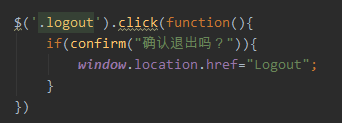 $('.logout').click(function(){
    if(confirm("确认退出吗？")){
        window.location.href="Logout";
    }
})